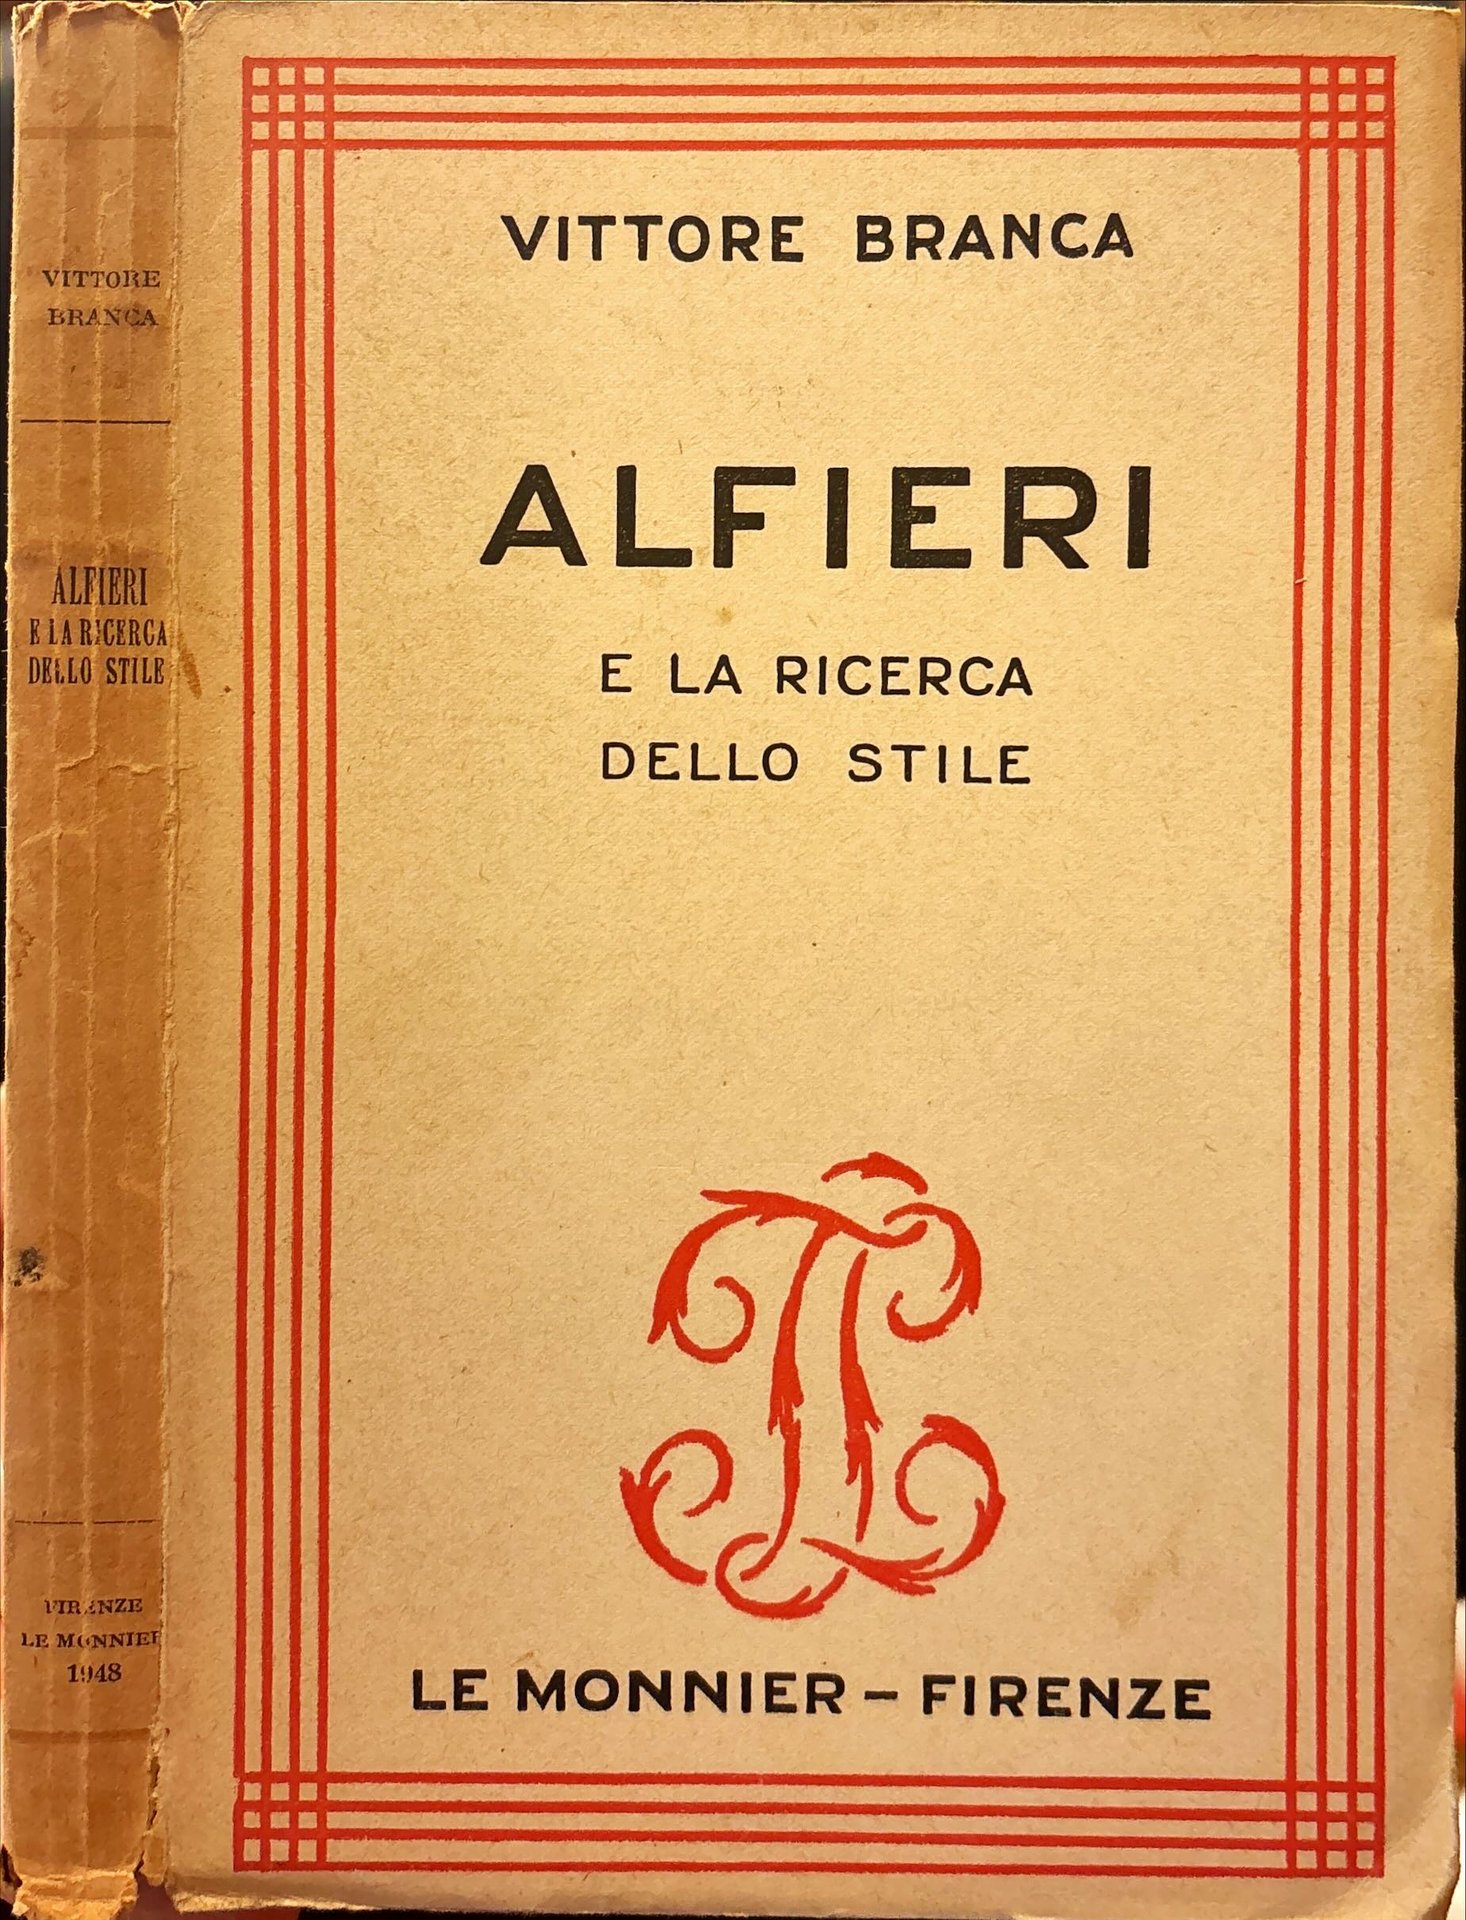 VITTORE
BRANCA
ALFIERI
E LA RICERCA
DELLO STILE
FIRENZE
LE MONNIER
1948
VITTORE BRANCA
ALFIERI
E LA RICERCA
DELLO STILE
LE MONNIER – FIRENZE